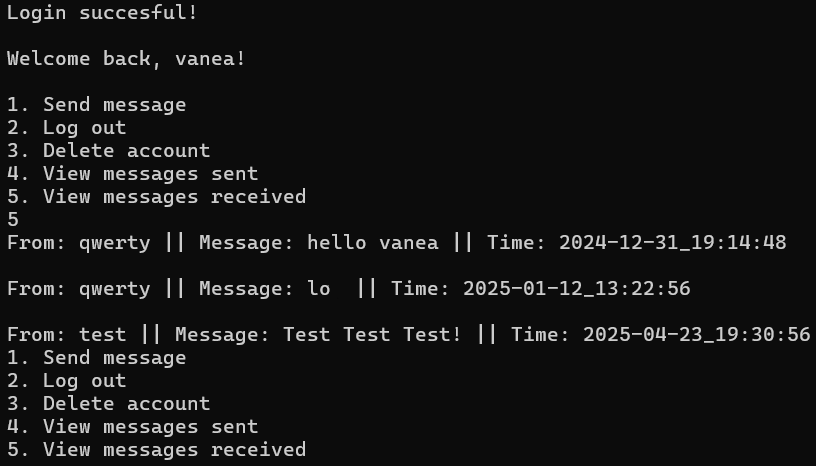 Login succesful!
Welcome back, vanea!
1. Send message
2. Log out
3. Delete account
4. View messages sent
5. View messages received
5
From: qwerty || Message: hello vanea || Time: 2024-12-31_19:14:48
From: qwerty || Message: lo  || Time: 2025-01-12_13:22:56
From: test || Message: Test Test Test! || Time: 2025-04-23_19:30:56
1. Send message
2. Log out
3. Delete account
4. View messages sent
5. View messages received